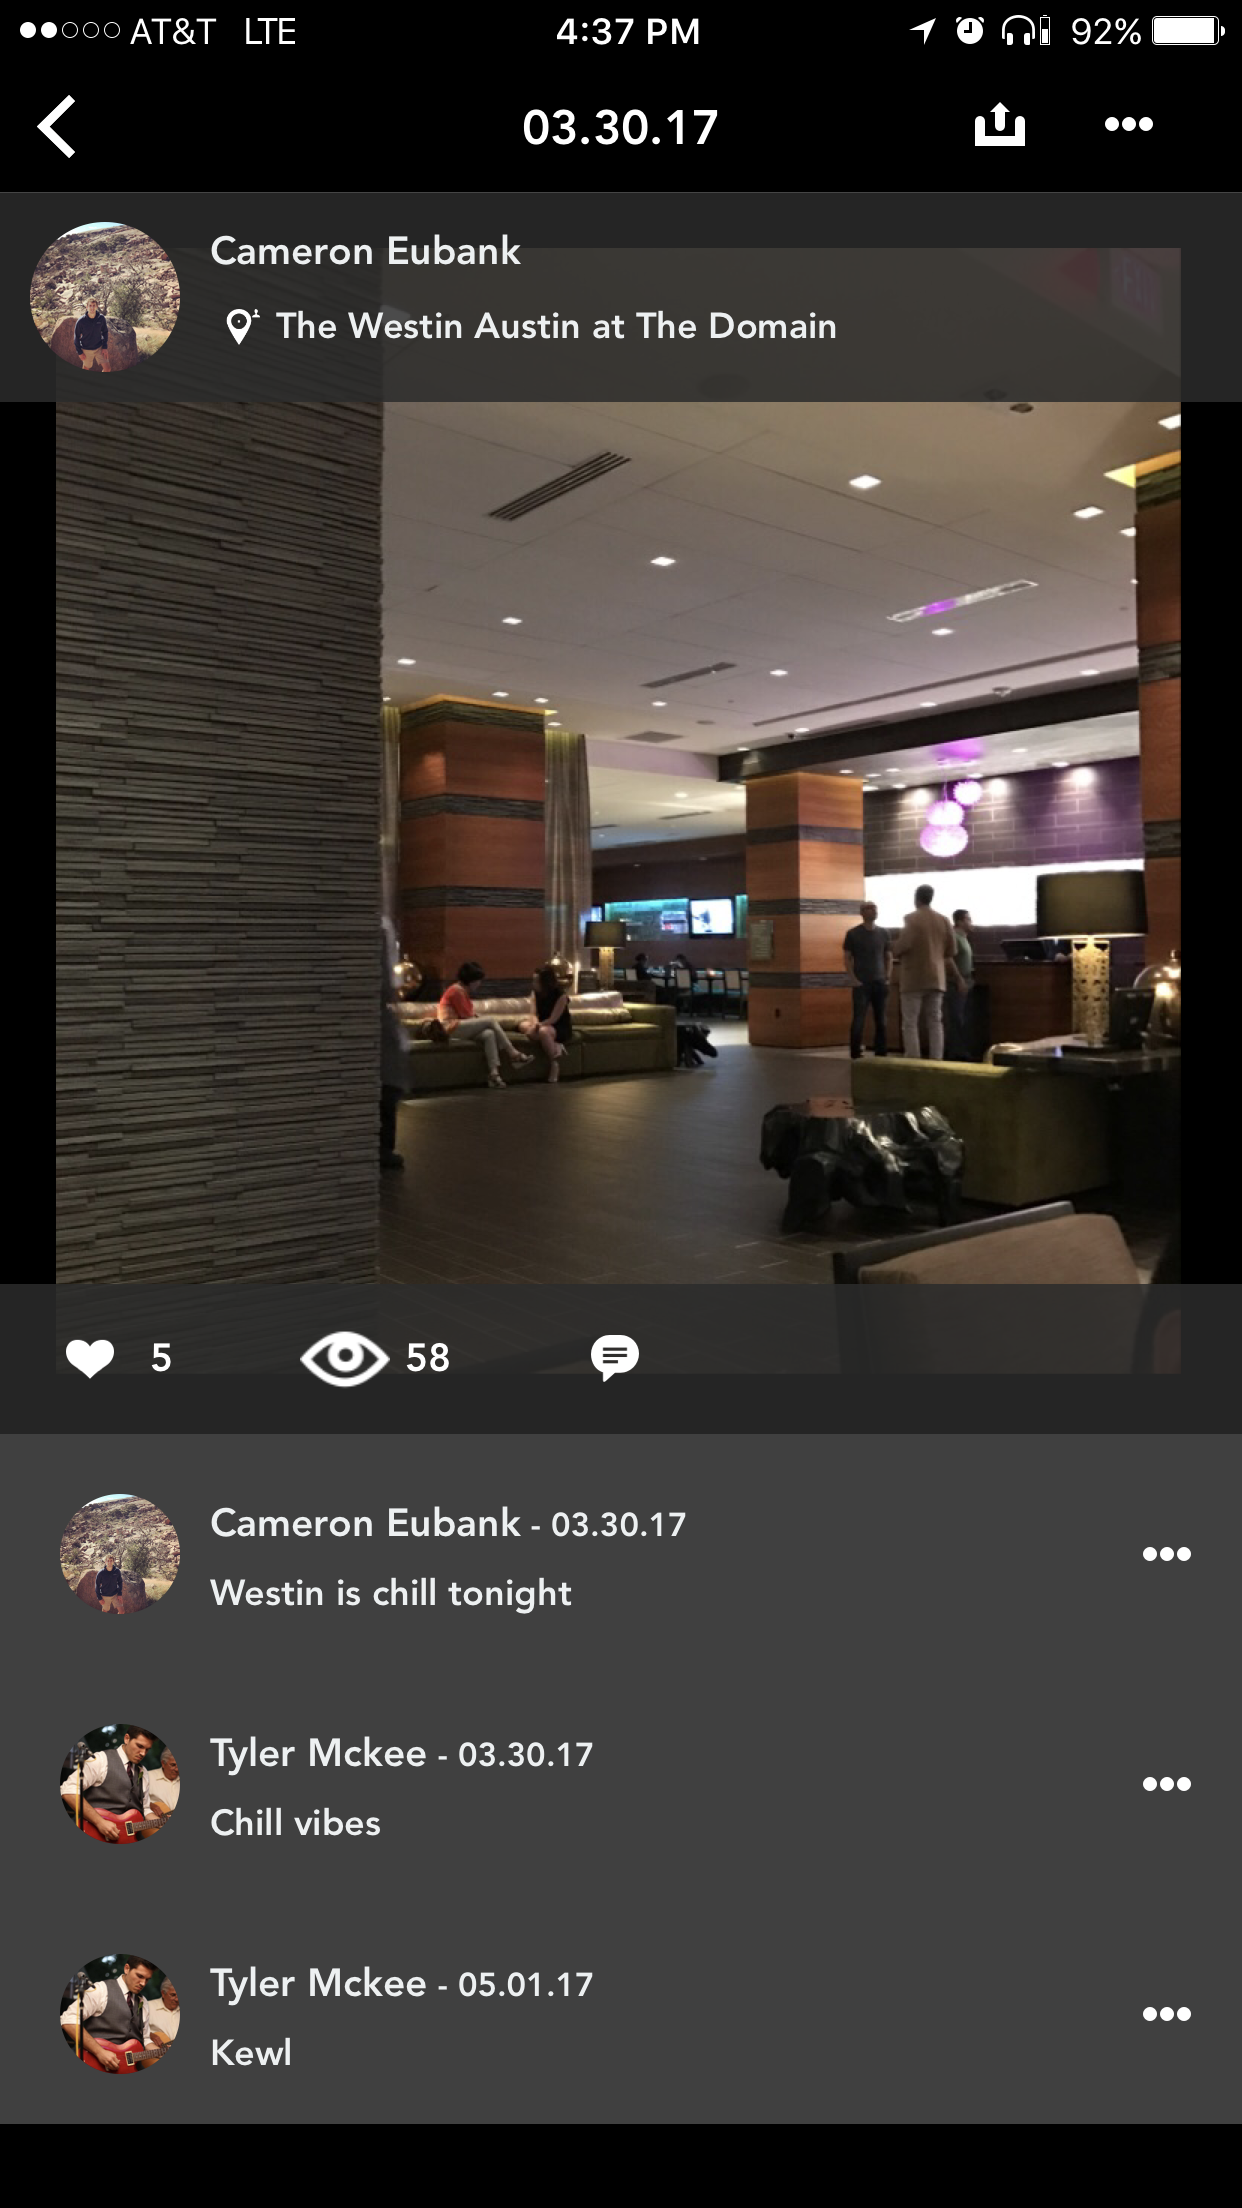 AT&T LTE 4:37 PM 92%
03.30.17
Cameron Eubank
The Westin Austin at The Domain
5 58
Cameron Eubank - 03.30.17
Westin is chill tonight
Tyler Mckee - 03.30.17
Chill vibes
Tyler Mckee - 05.01.17
Kewl